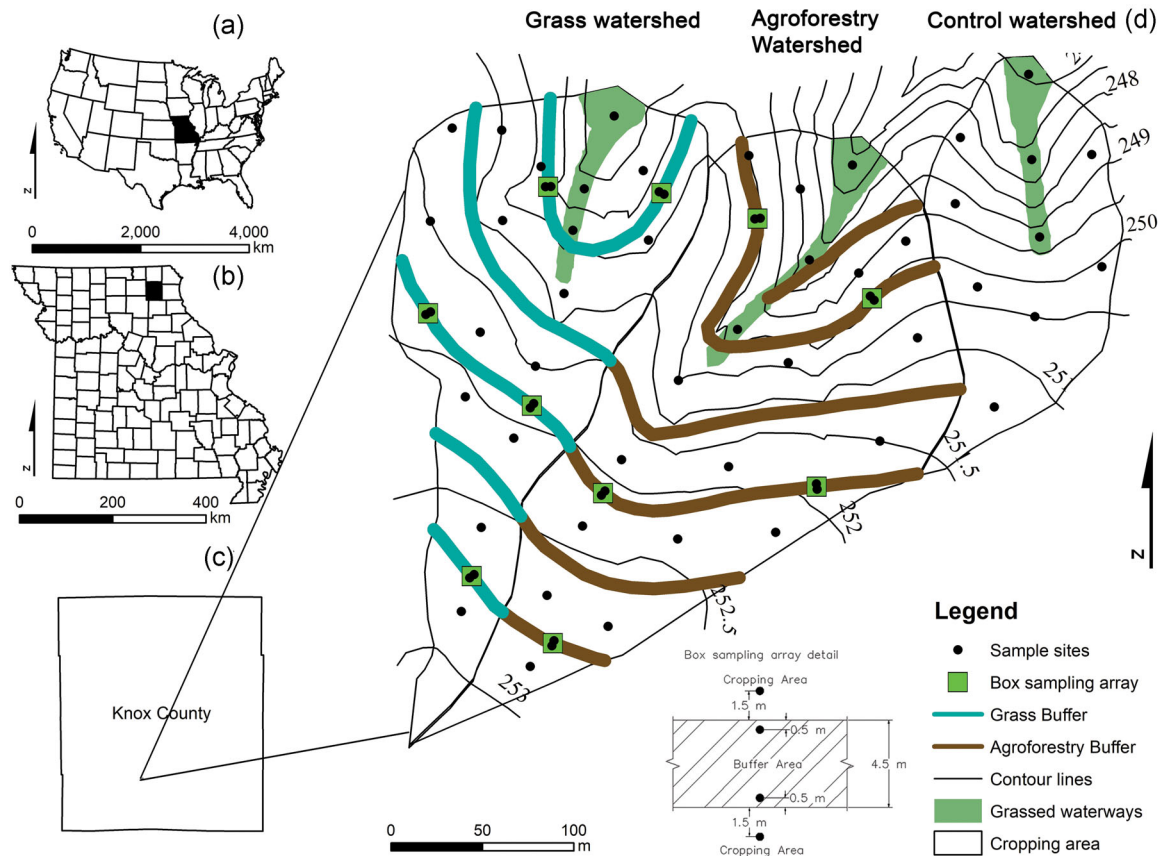 (a)
N
0 2,000 4,000
km
(b)
N
0 200 400
km
(c)
Knox County
Grass watershed
Agroforestry
Watershed
Control watershed (d)
248
249
250
251.5
252
252.5
253
N
0 50 100
m
Box sampling array detail
Cropping Area
1.5 m
0.5 m
Buffer Area
4.5 m
0.5 m
1.5 m
Cropping Area
Legend
Sample sites
Box sampling array
Grass Buffer
Agroforestry Buffer
Contour lines
Grassed waterways
Cropping area